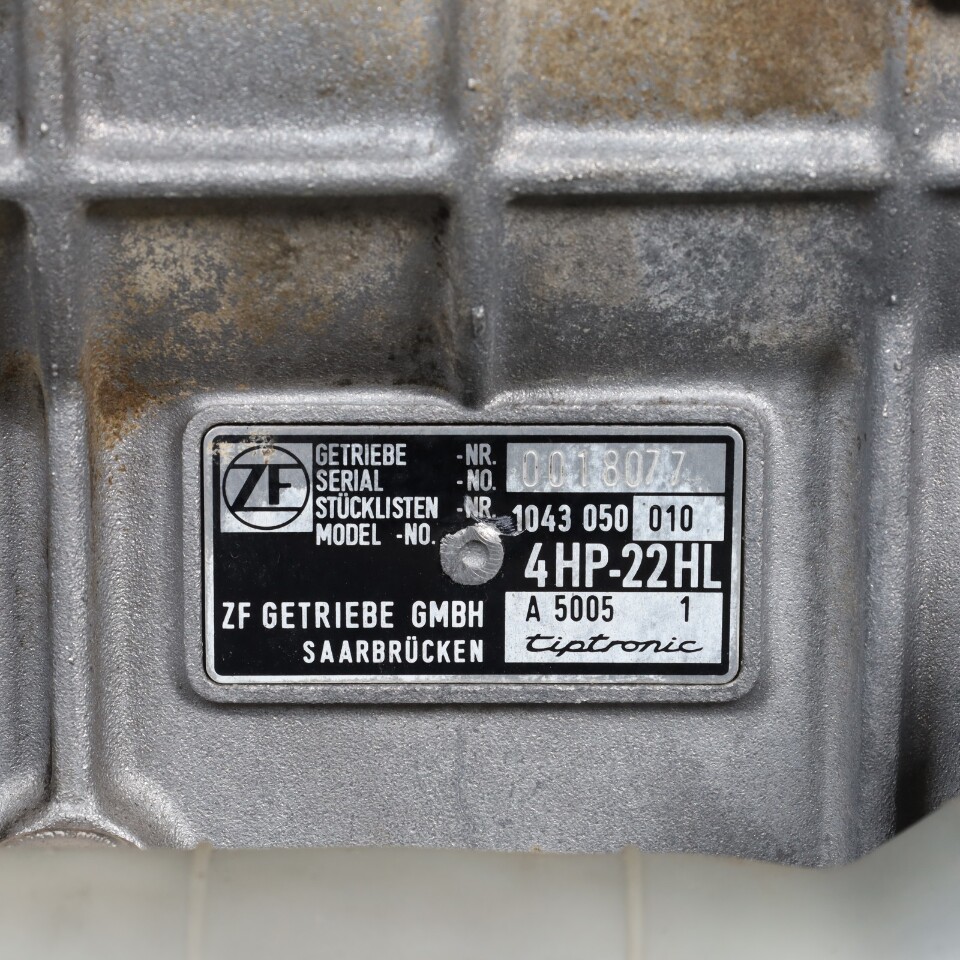 ZF
GETRIEBE -NR. 0018077
SERIAL -NO.
STÜCKLISTEN -NR. 1043 050 010
MODEL -NO.
4HP-22HL
ZF GETRIEBE GMBH A 5005 1
SAARBRÜCKEN tiptronic